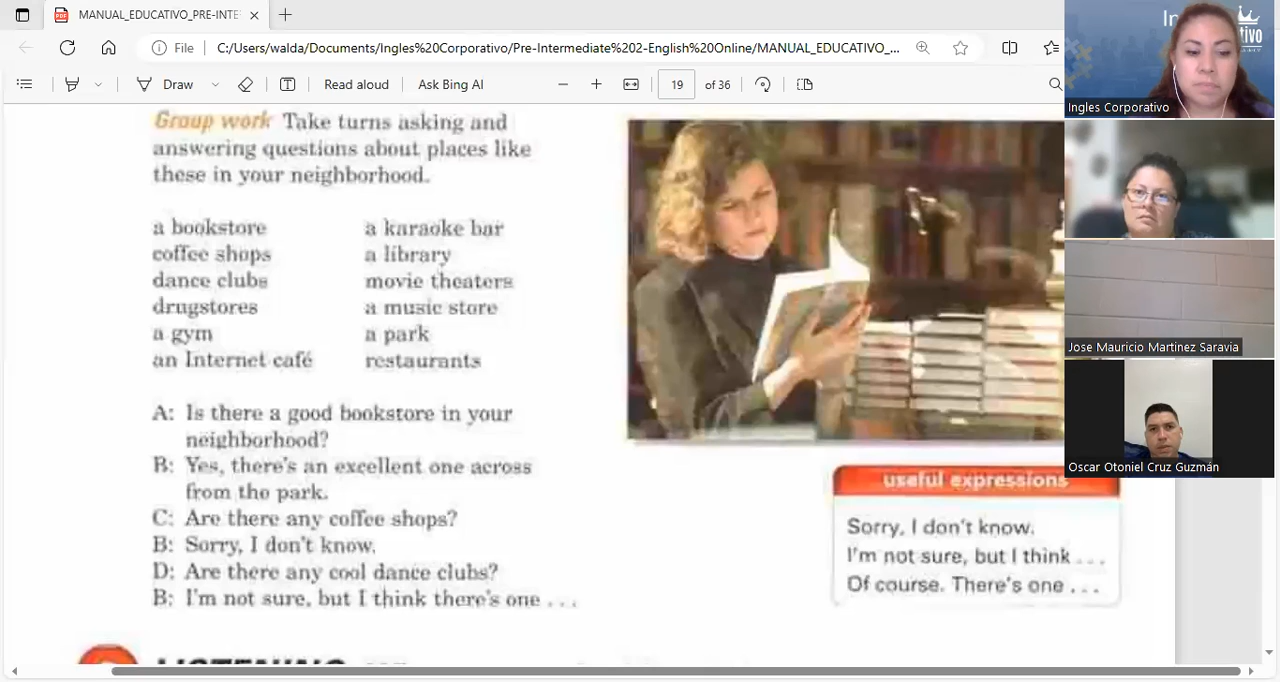 MANUAL_EDUCATIVO_PRE-INTE
File
C:/Users/walda/Documents/Ingles%20Corporativo/Pre-Intermediate%202-English%20Online/MANUAL_EDUCATIVO_...
Draw
Read aloud
Ask Bing AI
19 of 36
Group work Take turns asking and
answering questions about places like
these in your neighborhood.
a bookstore
coffee shops
dance clubs
drugstores
a gym
an Internet café
a karaoke bar
a library
movie theaters
a music store
a park
restaurants
A: Is there a good bookstore in your
neighborhood?
B: Yes, there's an excellent one across
from the park.
C: Are there any coffee shops?
B: Sorry, I don't know.
D: Are there any cool dance clubs?
B: I'm not sure, but I think there's one . . .
useful expressions
Sorry, I don't know.
I'm not sure, but I think . . .
Of course. There's one . . .
LISTENING
Ingles Corporativo
Jose Mauricio Martinez Saravia
Oscar Otoniel Cruz Guzmán